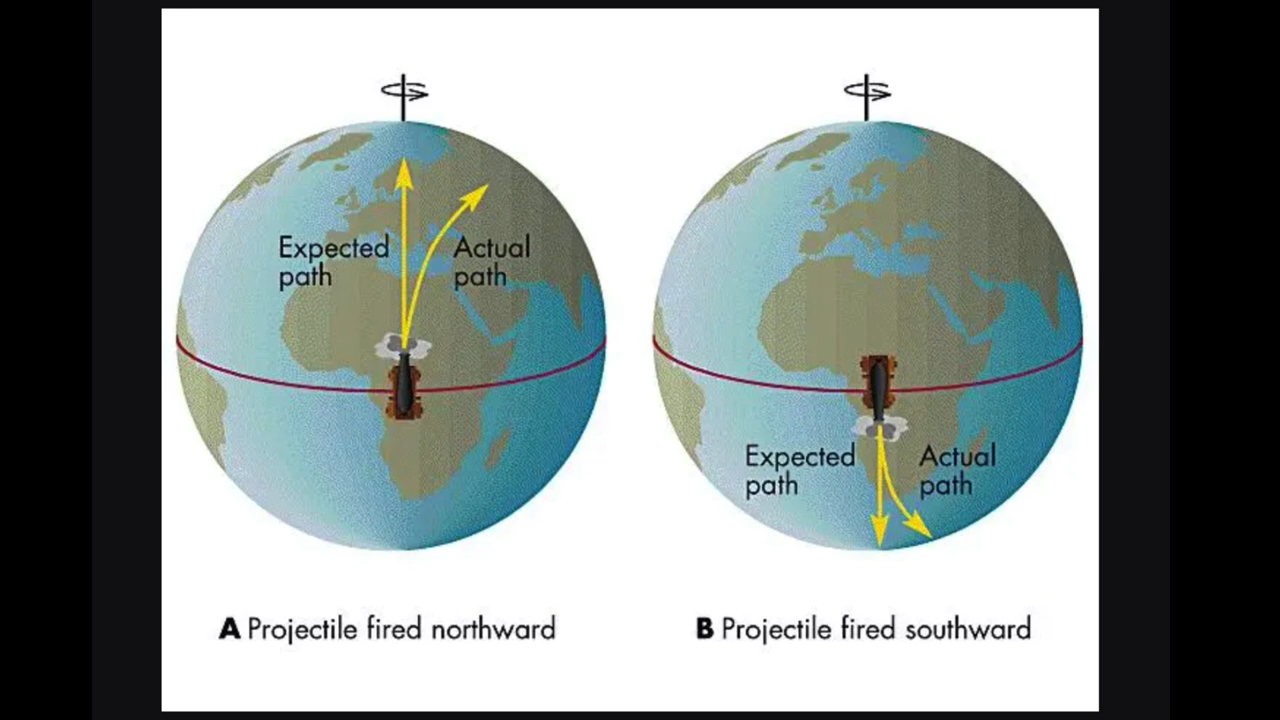 Expected
path
Actual
path
A Projectile fired northward
Expected
path
Actual
path
B Projectile fired southward